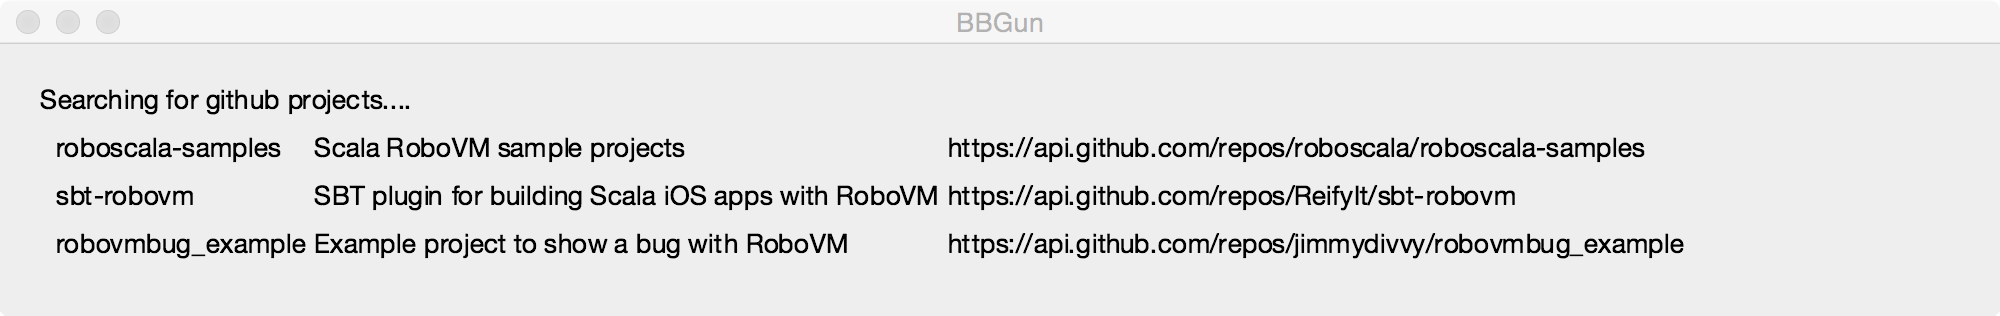 BBGun
Searching for github projects....
roboscala-samples Scala RoboVM sample projects https://api.github.com/repos/roboscala/roboscala-samples
sbt-robovm SBT plugin for building Scala iOS apps with RoboVM https://api.github.com/repos/ReifyIt/sbt-robovm
robovmbug_example Example project to show a bug with RoboVM https://api.github.com/repos/jimmydivvy/robovmbug_example